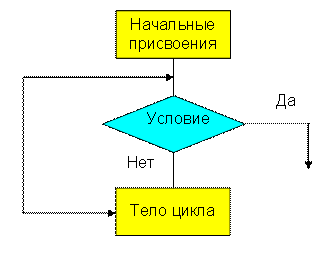 Начальные
присвоения
Да
Условие
Нет
Тело цикла